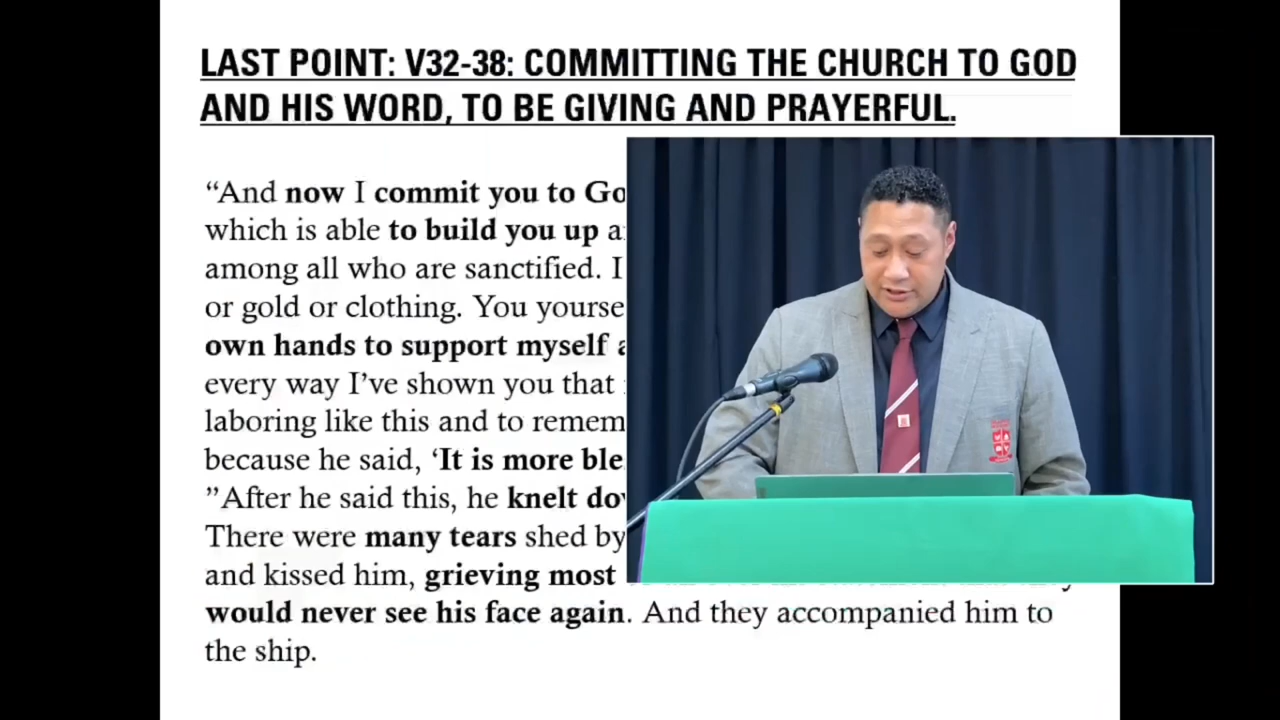 LAST POINT: V32-38: COMMITTING THE CHURCH TO GOD
AND HIS WORD, TO BE GIVING AND PRAYERFUL.
“And now I commit you to Go
which is able to build you up a
among all who are sanctified. I
or gold or clothing. You yourse
own hands to support myself a
every way I’ve shown you that
laboring like this and to remem
because he said, ‘It is more ble
”After he said this, he knelt do
There were many tears shed by
and kissed him, grieving most
would never see his face again. And they accompanied him to
the ship.